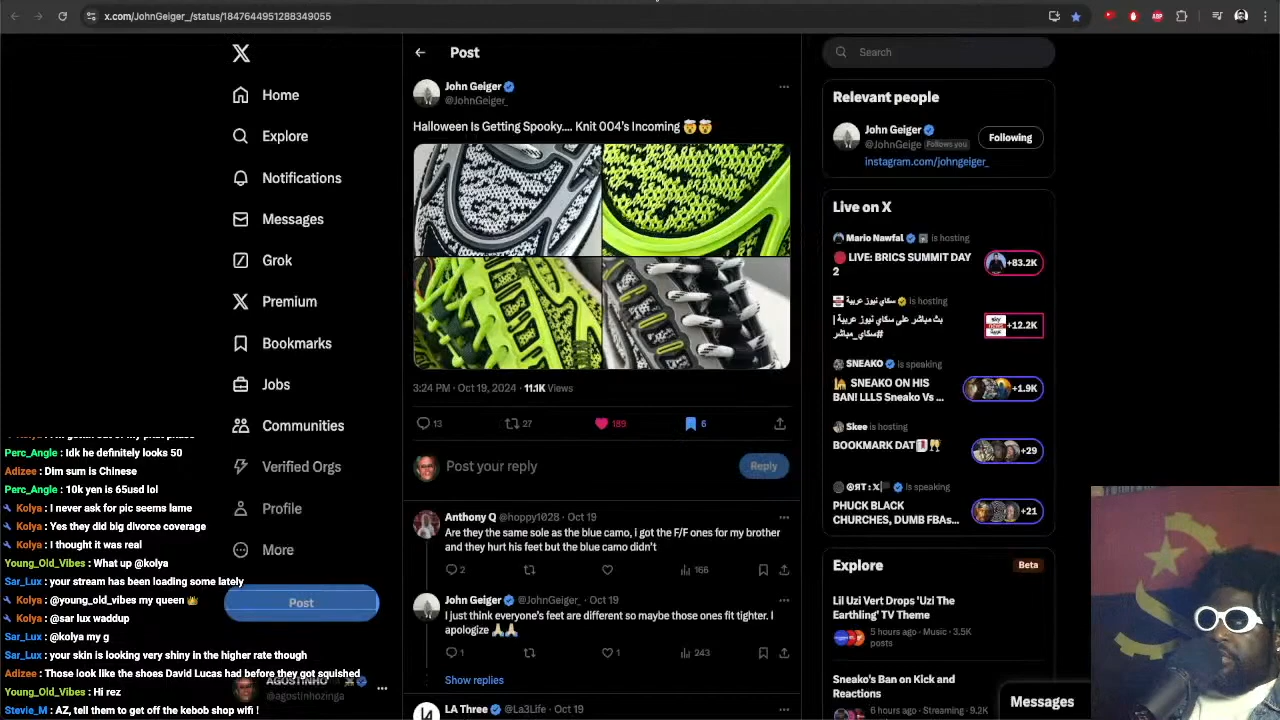 x.com/JohnGeiger_/status/1847644951288349055
Home
Explore
Notifications
Messages
Grok
Premium
Bookmarks
Jobs
Communities
Verified Orgs
Profile
More
Post
AGOSTINHO
@agostinhozinga
Perc_Angle : Idk he definitely looks 50
Adizee : Dim sum is Chinese
Perc_Angle : 10k yen is 65usd lol
Kolya : I never ask for pic seems lame
Kolya : Yes they did big divorce coverage
Kolya : I thought it was real
Young_Old_Vibes : What up @kolya
Sar_Lux : your stream has been loading some lately
Kolya : @young_old_vibes my queen 👑
Kolya : @sar lux waddup
Sar_Lux : @kolya my g
Sar_Lux : your skin is looking very shiny in the higher rate though
Adizee : Those look like the shoes David Lucas had before they got squished
Young_Old_Vibes : Hi rez
Stevie_M : AZ, tell them to get off the kebob shop wifi !
Post
John Geiger
@JohnGeiger_
Halloween Is Getting Spooky.... Knit 004's Incoming 🤯🤯
3:24 PM · Oct 19, 2024 · 11.1K Views
13
27
189
6
Post your reply
Reply
Anthony Q @hoppy1028 · Oct 19
Are they the same sole as the blue camo, i got the F/F ones for my brother
and they hurt his feet but the blue camo didn't
2
166
John Geiger @JohnGeiger_ · Oct 19
I just think everyone's feet are different so maybe those ones fit tighter. I
apologize 🙏🏼🙏🏼
1
1
243
Show replies
LA Three @La3Life · Oct 19
Search
Relevant people
John Geiger
@JohnGeige Follows you
Following
instagram.com/johngeiger_
Live on X
Mario Nawfal is hosting
🔴 LIVE: BRICS SUMMIT DAY
2
+83.2K
سكاي نيوز عربية is hosting
بث مباشر على سكاي نيوز عربية |
#سكاي_مباشر
sky
news
+12.2K
SNEAKO is speaking
SNEAKO ON HIS
BAN! LLLS Sneako Vs ...
+1.9K
Skee is hosting
BOOKMARK DAT
+29
is speaking
PHUCK BLACK
CHURCHES, DUMB FBAs...
+21
Explore
Beta
Lil Uzi Vert Drops 'Uzi The
Earthling' TV Theme
5 hours ago · Music · 3.5K
posts
Sneako's Ban on Kick and
Reactions
6 hours ago · Streaming · 9.2K
Messages